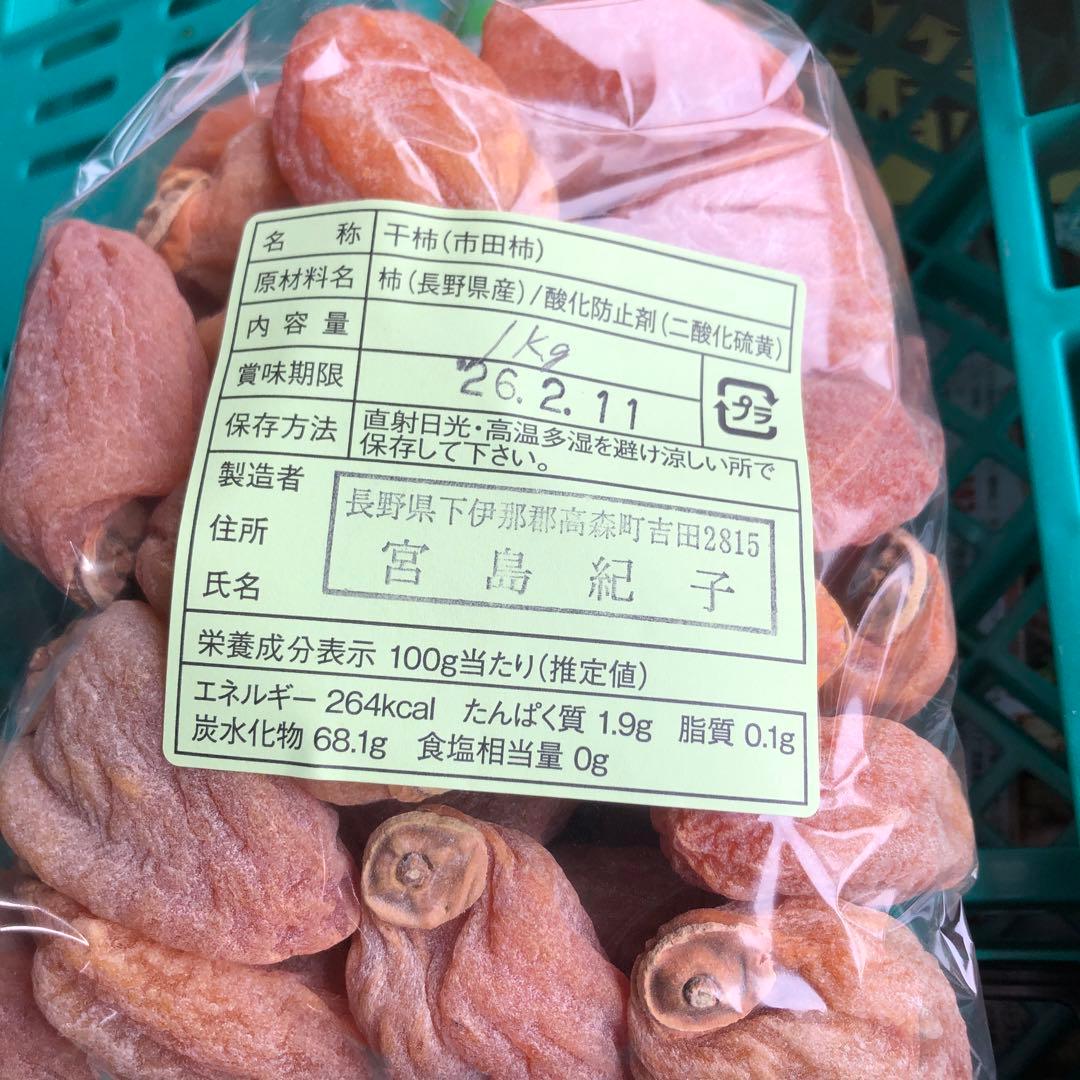 名称 干柿(市田柿)
原材料名 柿(長野県産)/酸化防止剤(二酸化硫黄)
内容量 1kg
賞味期限 26.2.11
プラ
保存方法 直射日光・高温多湿を避け涼しい所で
保存して下さい。
製造者
住所 長野県下伊那郡高森町吉田2815
氏名 宮島紀子
栄養成分表示 100g当たり(推定値)
エネルギー 264kcal たんぱく質 1.9g 脂質 0.1g
炭水化物 68.1g 食塩相当量 0g